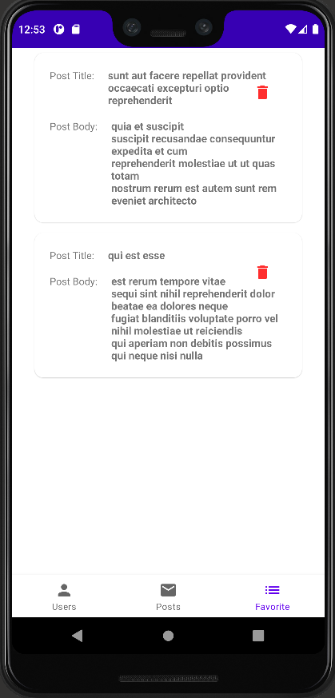 12:53
Post Title: sunt aut facere repellat provident
occaecati excepturi optio
reprehenderit
Post Body: quia et suscipit
suscipit recusandae consequuntur
expedita et cum
reprehenderit molestiae ut ut quas
totam
nostrum rerum est autem sunt rem
eveniet architecto
Post Title: qui est esse
Post Body: est rerum tempore vitae
sequi sint nihil reprehenderit dolor
beatae ea dolores neque
fugiat blanditiis voluptate porro vel
nihil molestiae ut reiciendis
qui aperiam non debitis possimus
qui neque nisi nulla
Users Posts Favorite